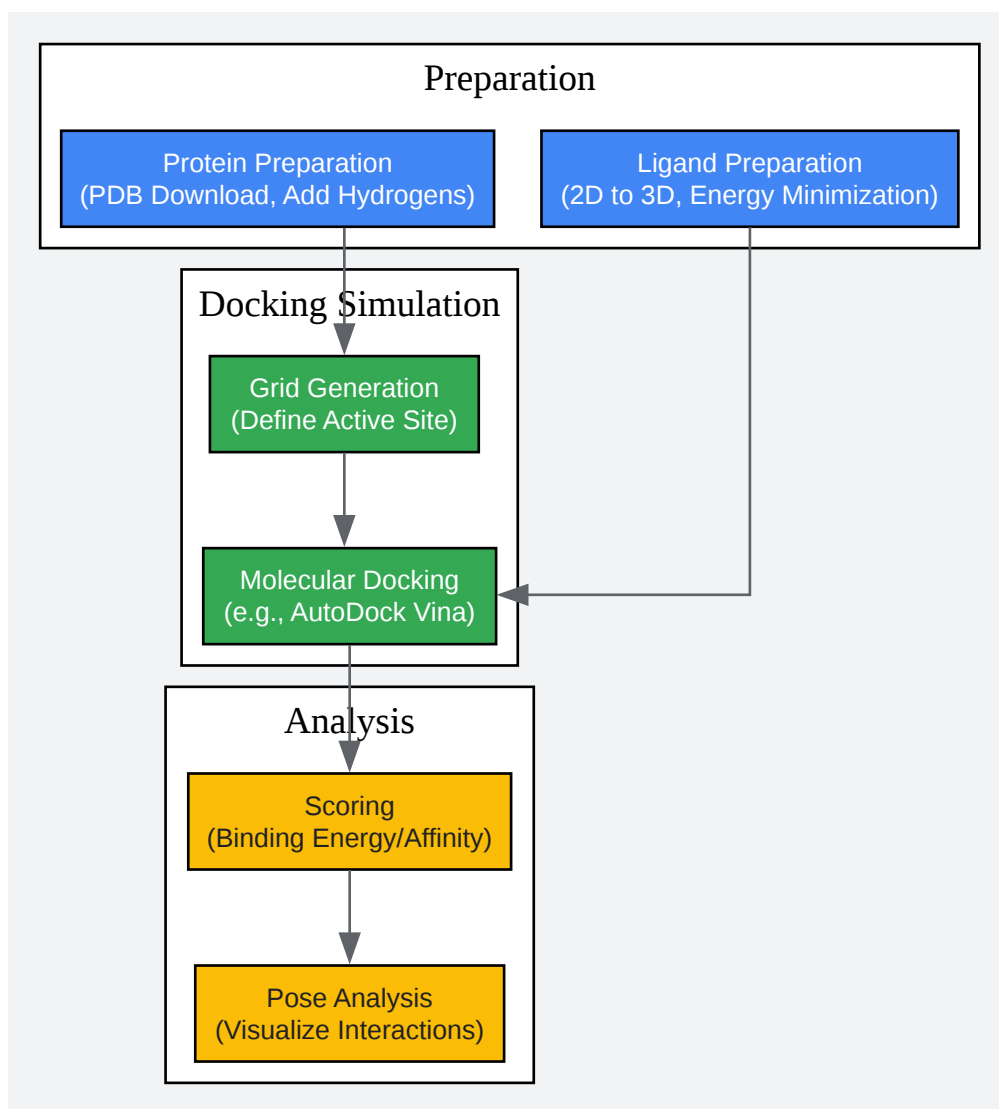 Preparation
Protein Preparation
(PDB Download, Add Hydrogens)
Ligand Preparation
(2D to 3D, Energy Minimization)
Docking Simulation
Grid Generation
(Define Active Site)
Molecular Docking
(e.g., AutoDock Vina)
Analysis
Scoring
(Binding Energy/Affinity)
Pose Analysis
(Visualize Interactions)